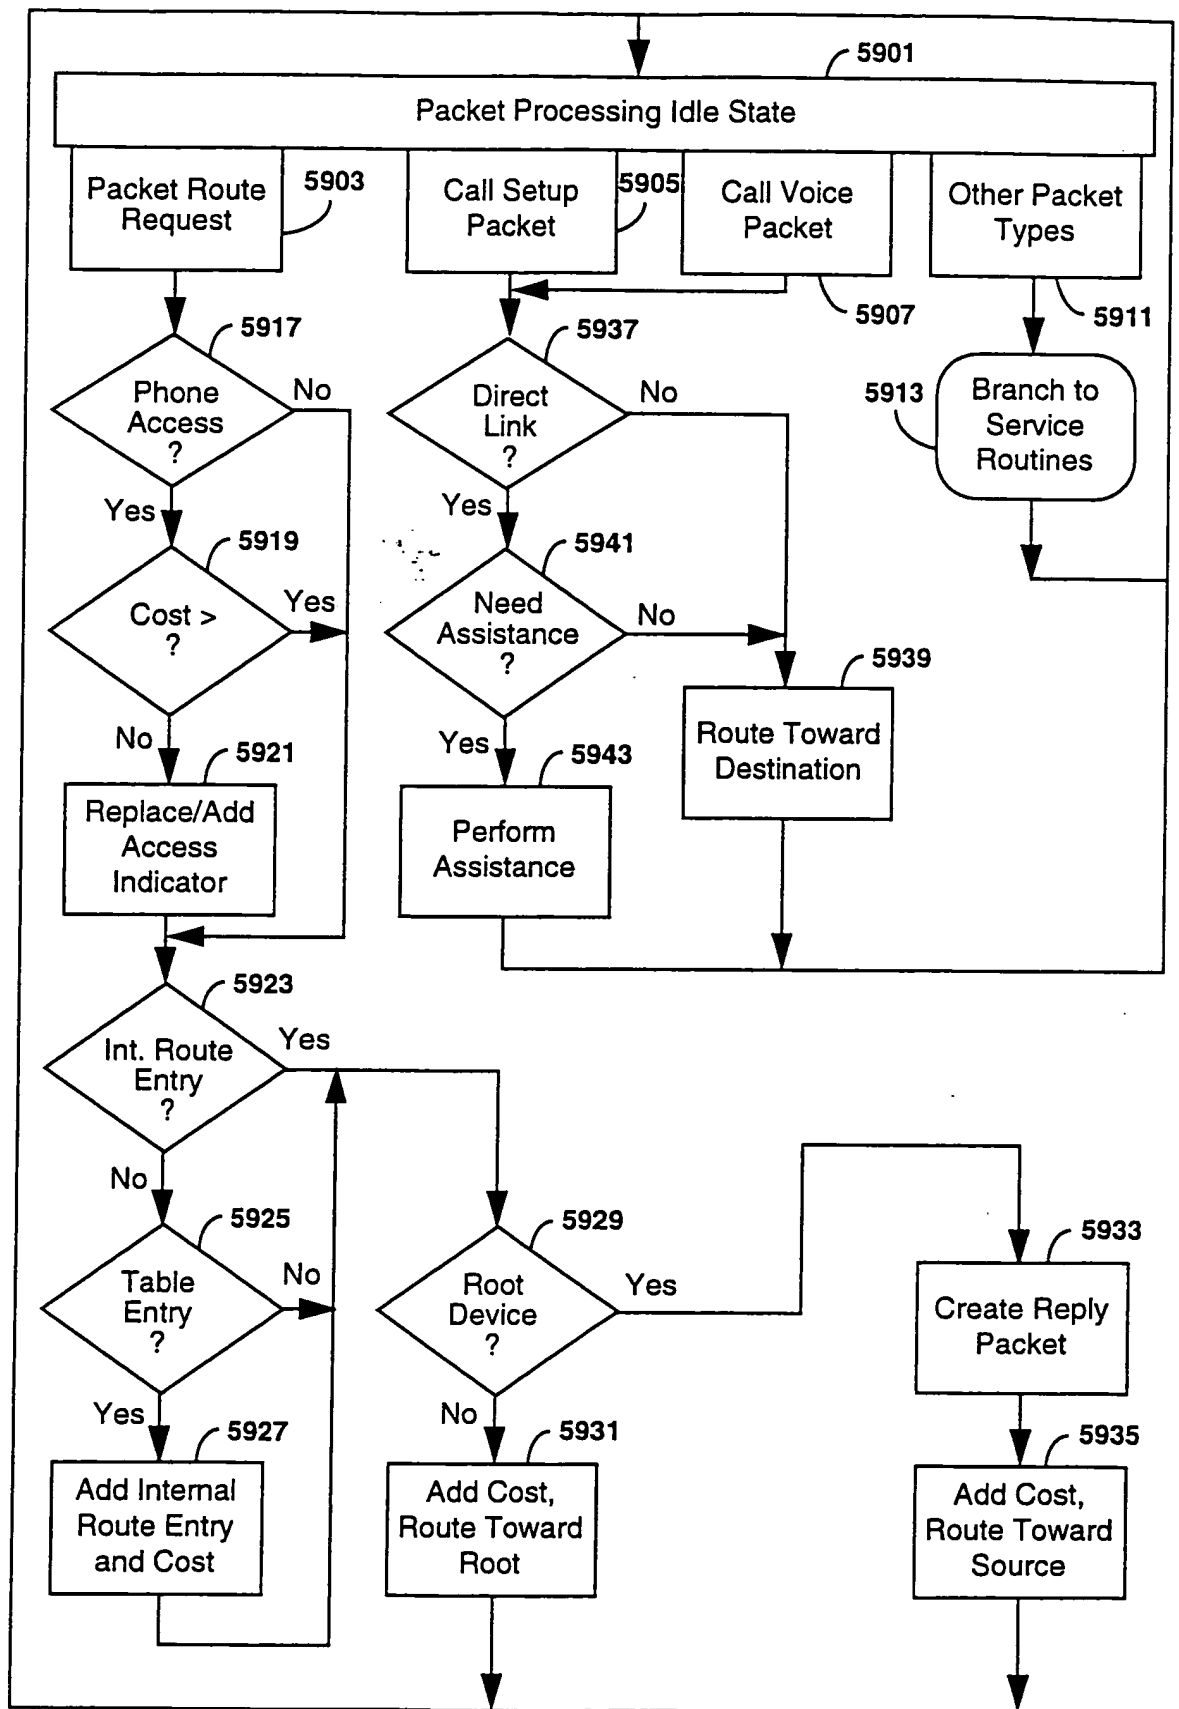 5901
Packet Processing Idle State
Packet Route
Request
5903
Call Setup
Packet
5905
Call Voice
Packet
5907
Other Packet
Types
5911
5917
Phone
Access
?
No
Yes
5919
Cost >
?
Yes
No
5921
Replace/Add
Access
Indicator
5937
Direct
Link
?
No
Yes
5941
Need
Assistance
?
No
Yes
5943
Perform
Assistance
5939
Route Toward
Destination
5913
Branch to
Service
Routines
5923
Int. Route
Entry
?
Yes
No
5925
Table
Entry
?
No
Yes
5927
Add Internal
Route Entry
and Cost
5929
Root
Device
?
Yes
No
5931
Add Cost,
Route Toward
Root
5933
Create Reply
Packet
5935
Add Cost,
Route Toward
Source